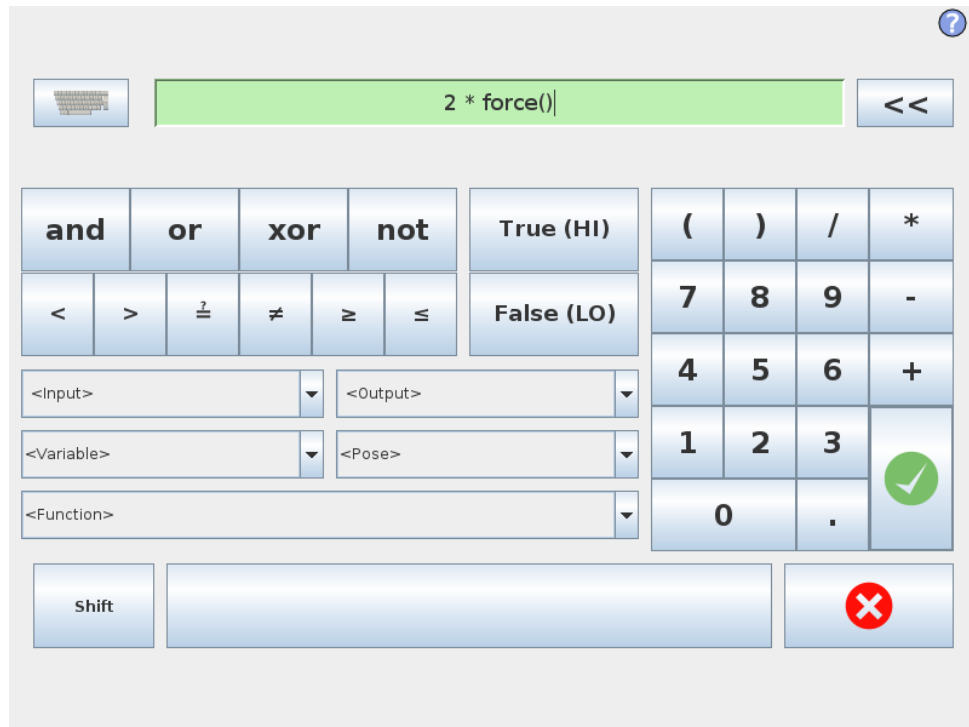 ?
2 * force()
<<
and or xor not True (HI) ( ) / *
< > ≟ ≠ ≥ ≤ False (LO) 7 8 9 -
<Input> <Output> 4 5 6 +
<Variable> <Pose> 1 2 3
<Function> 0 .
Shift